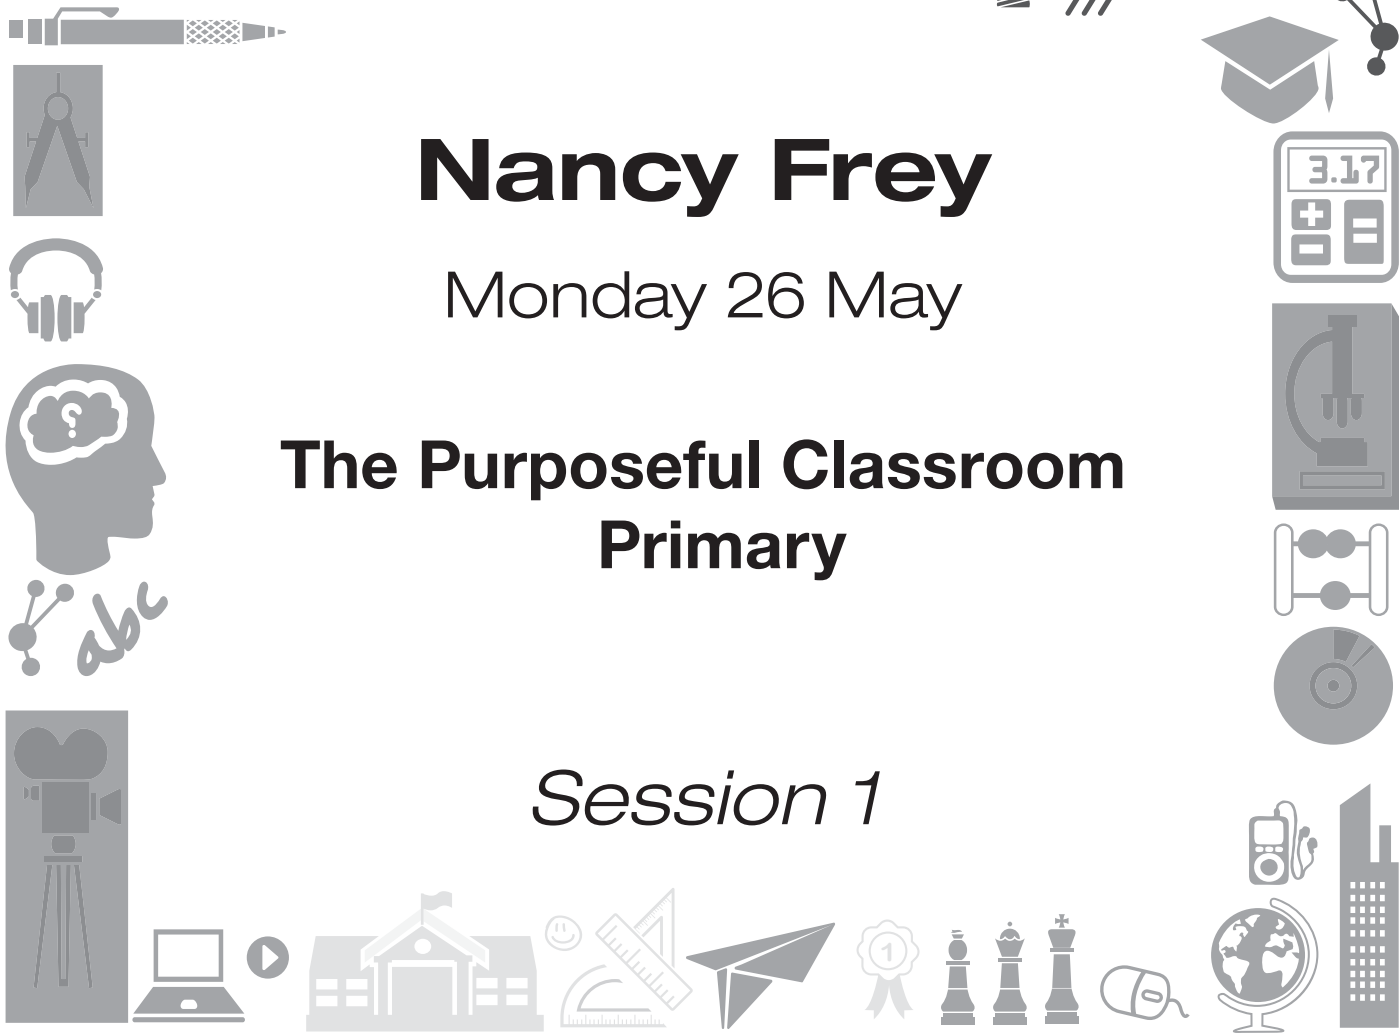 3.17
Nancy Frey
Monday 26 May
The Purposeful Classroom
Primary
abc
Session 1
1